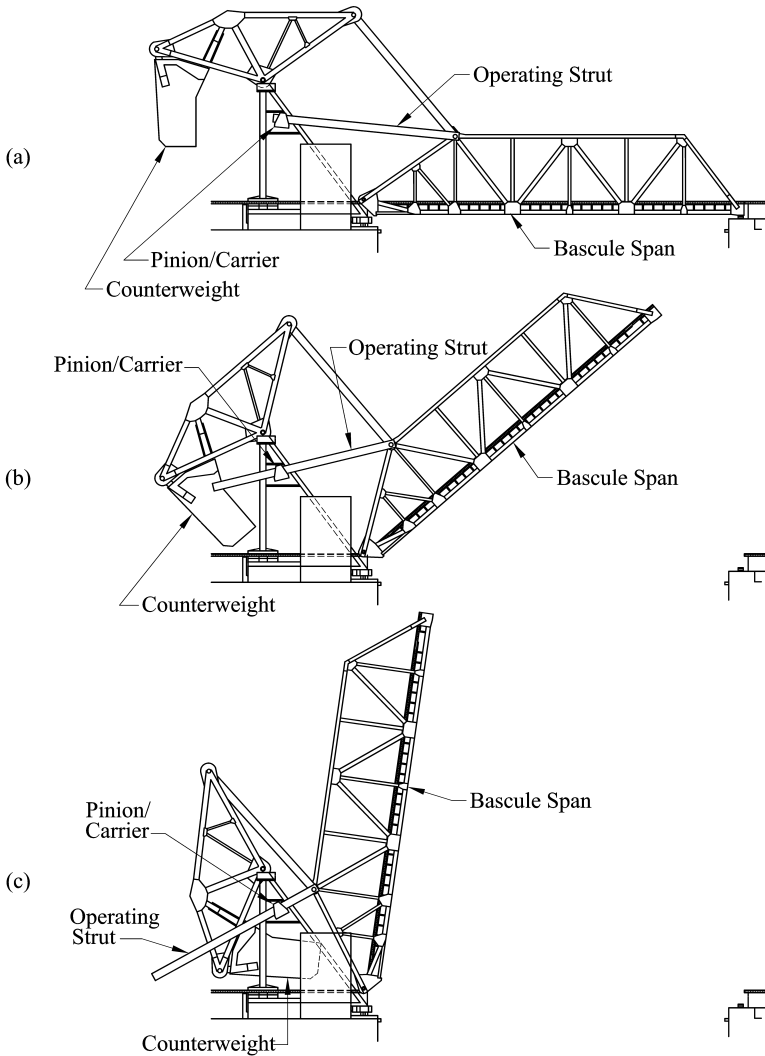 Operating Strut
(a)
Bascule Span
Pinion/Carrier
Counterweight
Operating Strut
Pinion/Carrier
Bascule Span
(b)
Counterweight
Pinion/
Carrier
Bascule Span
(c)
Operating
Strut
Counterweight